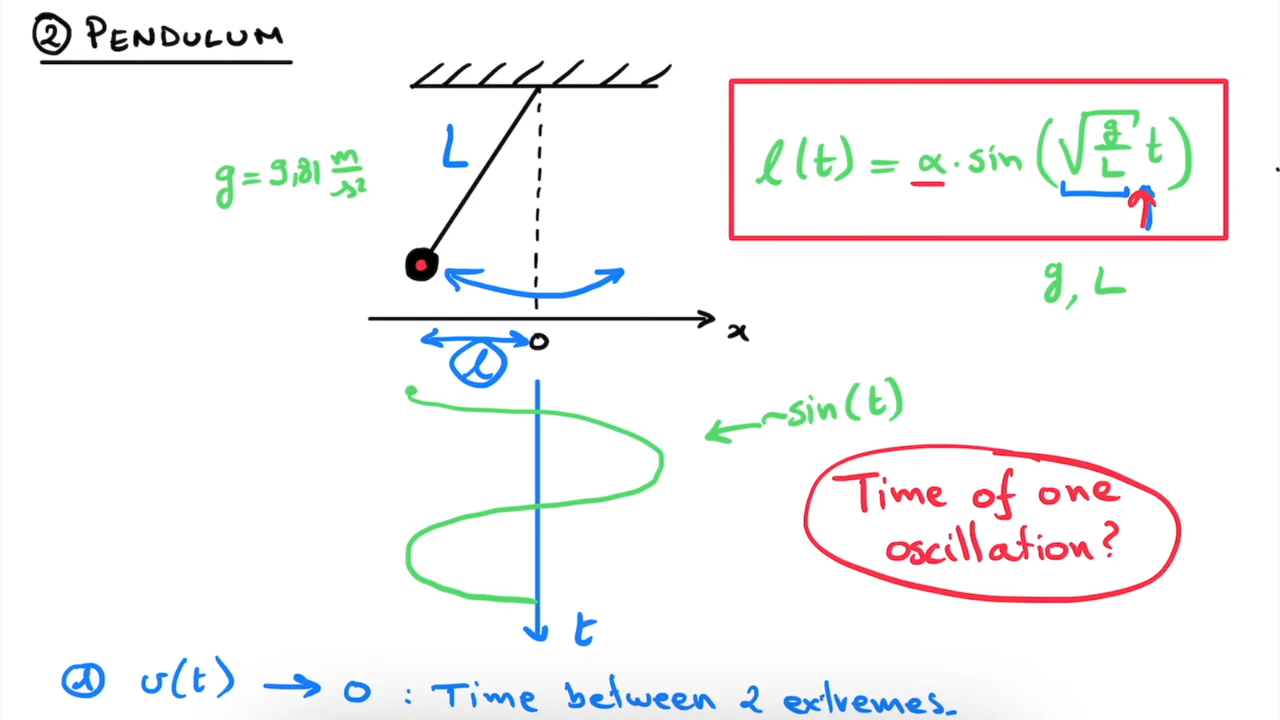 ② PENDULUM
g = 9,81 m/s²
L
l(t) = α · sin (√(g/L) t)
g, L
x
0
l
~sin(t)
Time of one
oscillation?
t
① v(t) → 0 : Time between 2 extremes.